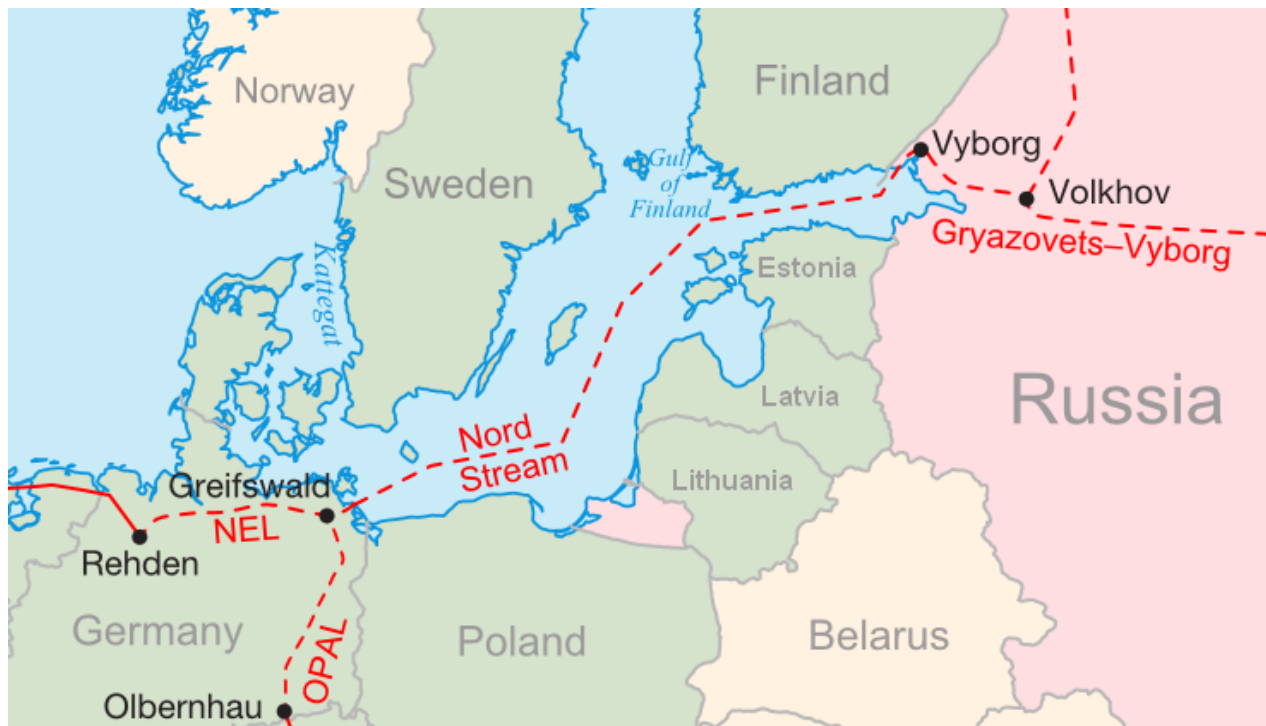 Norway
Finland
Sweden
Gulf
of
Finland
Vyborg
Volkhov
Gryazovets–Vyborg
Kattegat
Estonia
Latvia
Russia
Nord
Stream
Lithuania
Greifswald
NEL
Rehden
Germany
OPAL
Poland
Belarus
Olbernhau